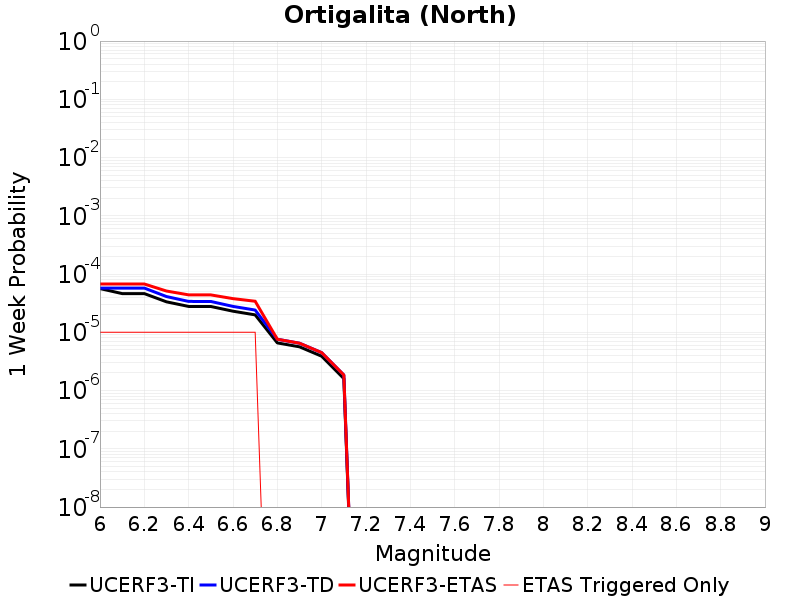 Ortigalita (North)
1 Week Probability
10^0
10^-1
10^-2
10^-3
10^-4
10^-5
10^-6
10^-7
10^-8
6 6.2 6.4 6.6 6.8 7 7.2 7.4 7.6 7.8 8 8.2 8.4 8.6 8.8 9
Magnitude
UCERF3-TI UCERF3-TD UCERF3-ETAS ETAS Triggered Only